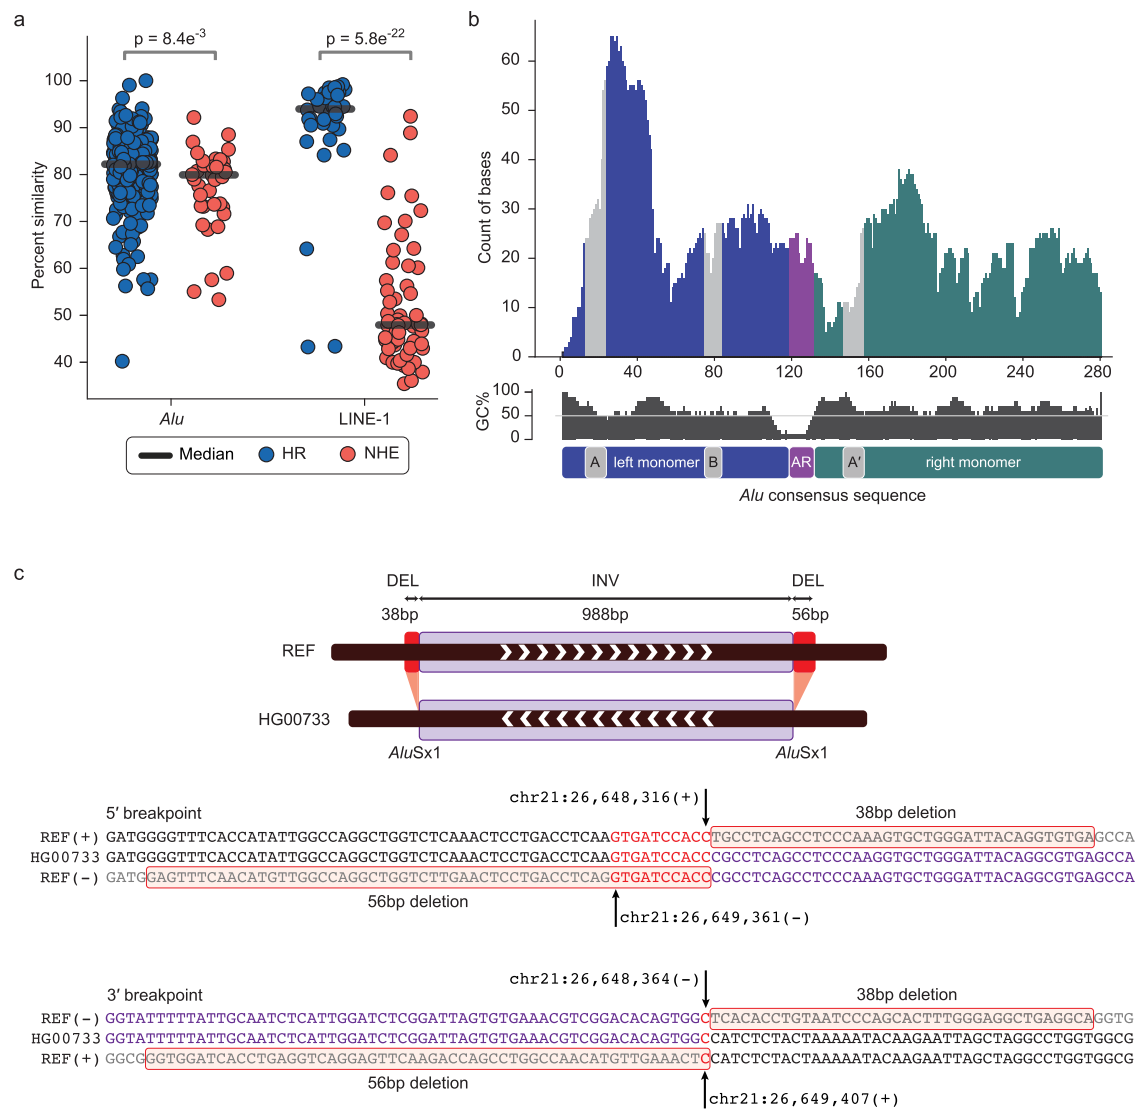 a
p = 8.4e-3
p = 5.8e-22
Percent similarity
100
90
80
70
60
50
40
Alu
LINE-1
Median
HR
NHE
b
Count of bases
60
50
40
30
20
10
0
0
40
80
120
160
200
240
280
GC%
100
50
0
A
left monomer
B
AR
A′
right monomer
Alu consensus sequence
c
DEL
INV
DEL
38bp
988bp
56bp
REF
HG00733
AluSx1
AluSx1
chr21:26,648,316(+)
5′ breakpoint
38bp deletion
REF(+) GATGGGGTTTCACCATATTGGCCAGGCTGGTCTCAAACTCCTGACCTCAAGTGATCCACCTGCCTCAGCCTCCCAAAGTGCTGGGATTACAGGTGTGAGCCA
HG00733 GATGGGGTTTCACCATATTGGCCAGGCTGGTCTCAAACTCCTGACCTCAAGTGATCCACCCGCCTCAGCCTCCCAAGGTGCTGGGATTACAGGCGTGAGCCA
REF(-) GATGGAGTTTCAACATGTTGGCCAGGCTGGTCTTGAACTCCTGACCTCAGGTGATCCACCCGCCTCAGCCTCCCAAAGTGCTGGGATTACAGGCGTGAGCCA
56bp deletion
chr21:26,649,361(-)
chr21:26,648,364(-)
3′ breakpoint
38bp deletion
REF(-) GGTATTTTTATTGCAATCTCATTGGATCTCGGATTAGTGTGAAACGTCGGACACAGTGGCTCACACCTGTAATCCCAGCACTTTGGGAGGCTGAGGCAGGTG
HG00733 GGTATTTTTATTGCAATCTCATTGGATCTCGGATTAGTGTGAAACGTCGGACACAGTGGCCATCTCTACTAAAAATACAAGAATTAGCTAGGCCTGGTGGCG
REF(+) GGCGGGTGGATCACCTGAGGTCAGGAGTTCAAGACCAGCCTGGCCAACATGTTGAAACTCCATCTCTACTAAAAATACAAGAATTAGCTAGGCCTGGTGGCG
56bp deletion
chr21:26,649,407(+)